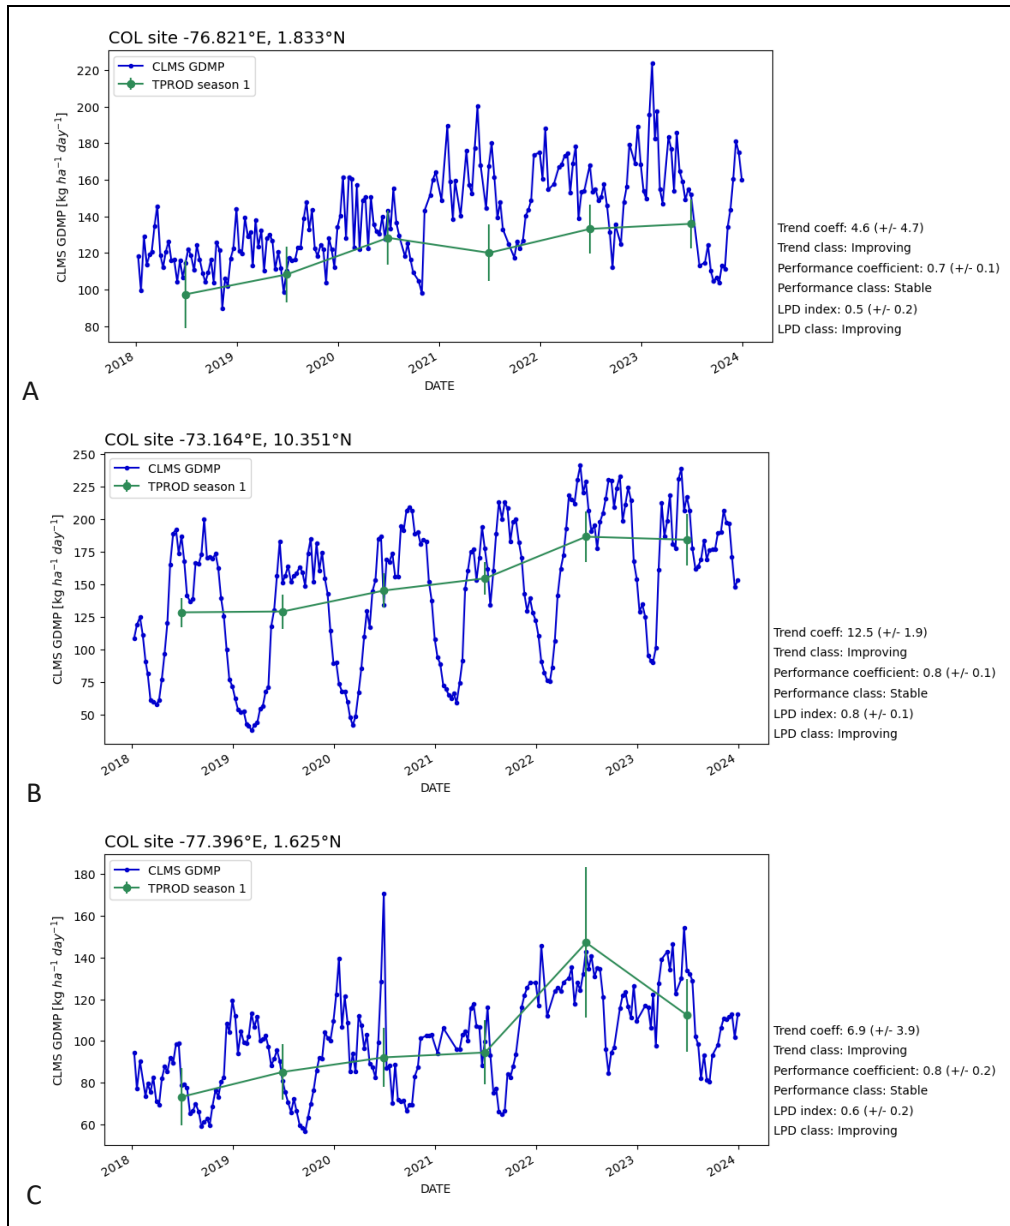 COL site -76.821°E, 1.833°N
CLMS GDMP
TPROD season 1
CLMS GDMP [kg ha⁻¹ day⁻¹]
220
200
180
160
140
120
100
80
2018
2019
2020
2021
2022
2023
2024
DATE
Trend coeff: 4.6 (+/- 4.7)
Trend class: Improving
Performance coefficient: 0.7 (+/- 0.1)
Performance class: Stable
LPD index: 0.5 (+/- 0.2)
LPD class: Improving
A
COL site -73.164°E, 10.351°N
CLMS GDMP
TPROD season 1
CLMS GDMP [kg ha⁻¹ day⁻¹]
250
225
200
175
150
125
100
75
50
2018
2019
2020
2021
2022
2023
2024
DATE
Trend coeff: 12.5 (+/- 1.9)
Trend class: Improving
Performance coefficient: 0.8 (+/- 0.1)
Performance class: Stable
LPD index: 0.8 (+/- 0.1)
LPD class: Improving
B
COL site -77.396°E, 1.625°N
CLMS GDMP
TPROD season 1
CLMS GDMP [kg ha⁻¹ day⁻¹]
180
160
140
120
100
80
60
2018
2019
2020
2021
2022
2023
2024
DATE
Trend coeff: 6.9 (+/- 3.9)
Trend class: Improving
Performance coefficient: 0.8 (+/- 0.2)
Performance class: Stable
LPD index: 0.6 (+/- 0.2)
LPD class: Improving
C